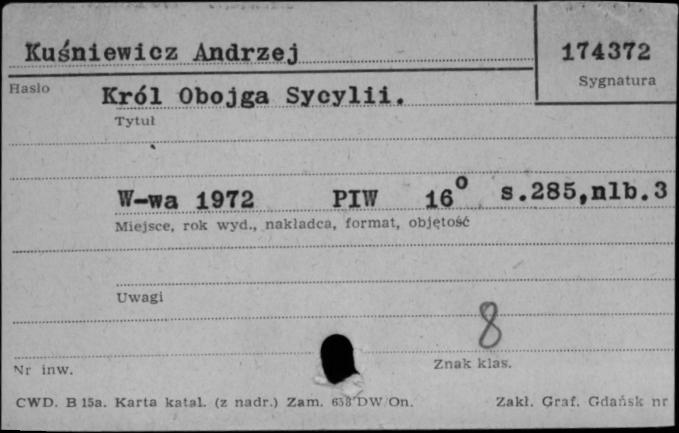 Kuśniewicz Andrzej 174372
Hasło Sygnatura
Król Obojga Sycylii.
Tytuł
W-wa 1972 PIW 16° s.285,nlb.3
Miejsce, rok wyd., nakładca, format, objętość
Uwagi
8
Nr inw. Znak klas.
CWD. B 15a. Karta katal. (z nadr.) Zam. DW/On. Zakł. Graf. Gdańsk nr